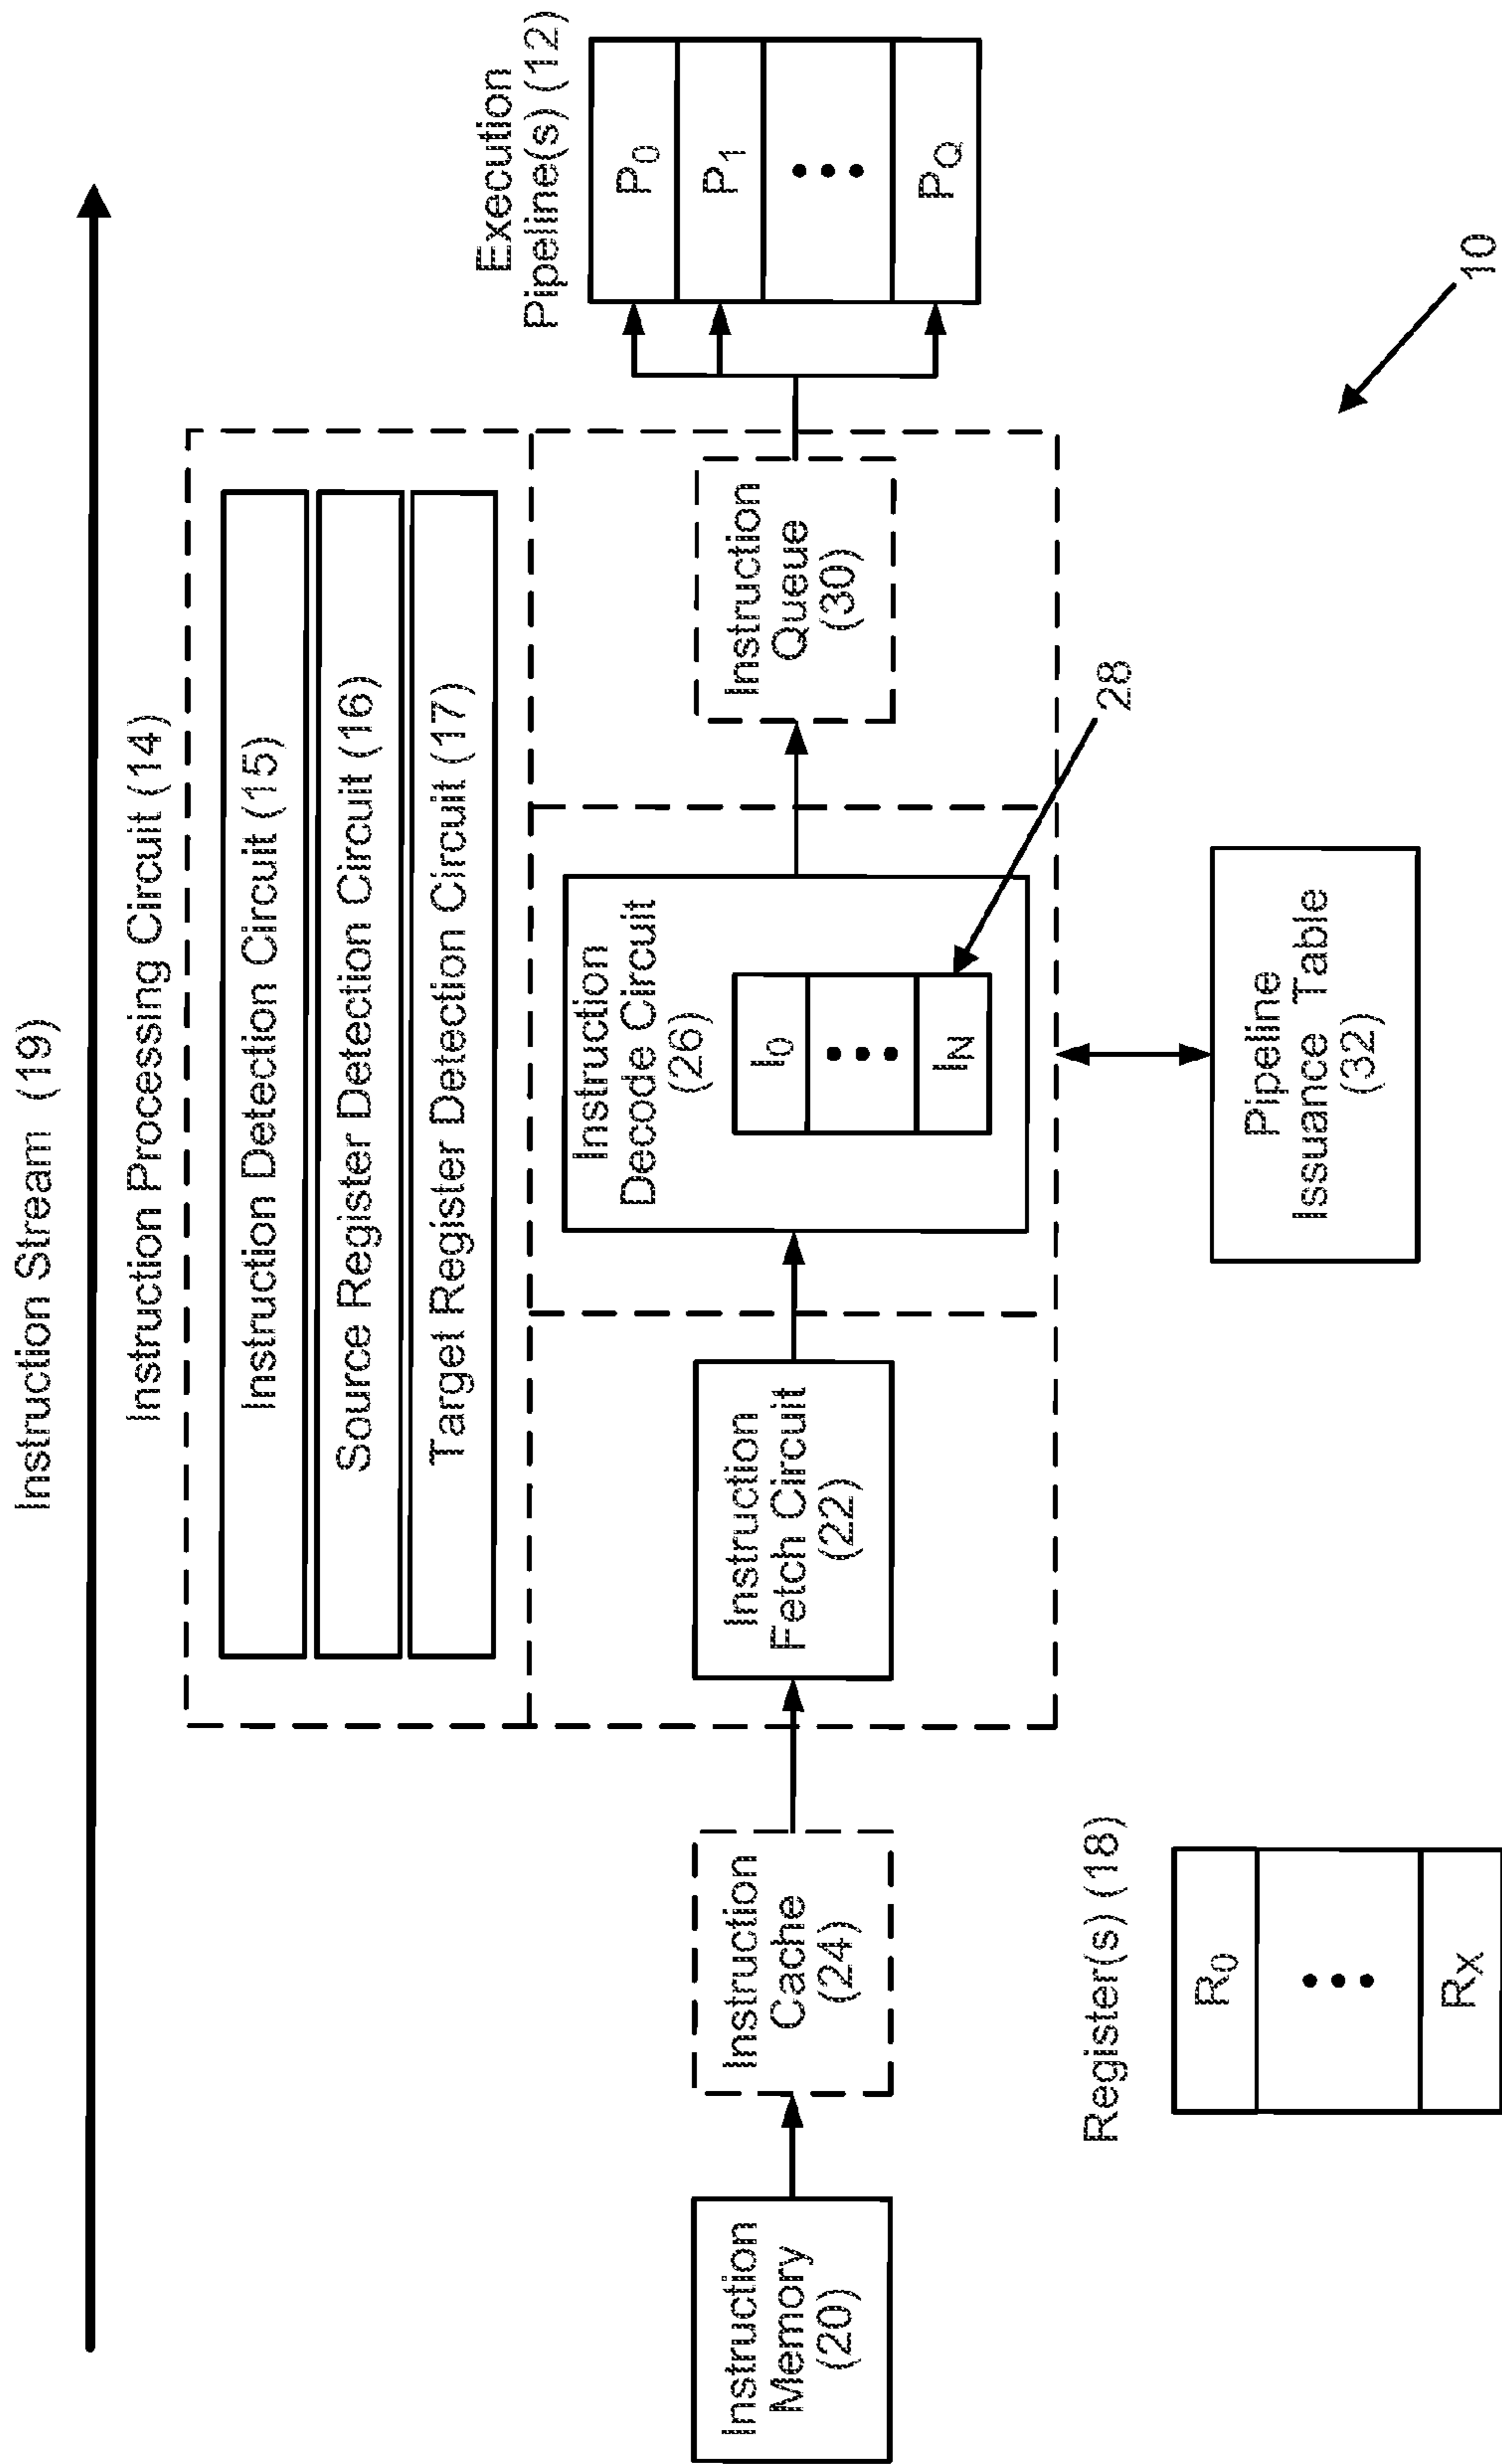 Instruction Stream (19)
Instruction Processing Circuit (14)
Instruction Detection Circuit (15)
Source Register Detection Circuit (16)
Target Register Detection Circuit (17)
Execution
Pipeline(s) (12)
P0
P1
•••
PQ
Instruction
Memory
(20)
Instruction
Cache
(24)
Instruction
Fetch Circuit
(22)
Instruction
Decode Circuit
(26)
I0
•••
IN
28
Instruction
Queue
(30)
Register(s) (18)
R0
•••
RX
Pipeline
Issuance Table
(32)
10